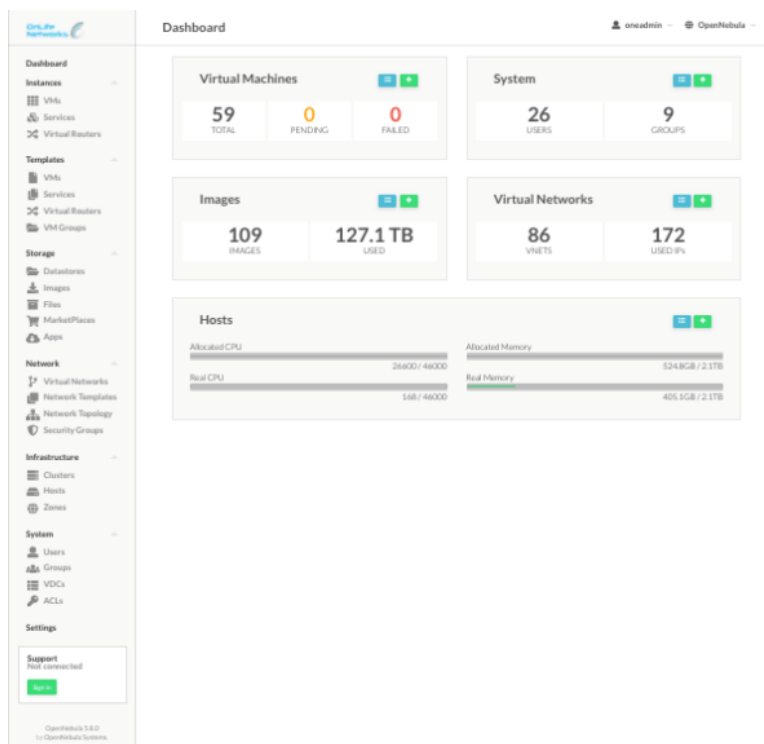 OnLife
Networks
Dashboard
oneadmin
OpenNebula
Dashboard
Instances
VMs
Services
Virtual Routers
Templates
VMs
Services
Virtual Routers
VM Groups
Storage
Datastores
Images
Files
MarketPlaces
Apps
Network
Virtual Networks
Network Templates
Network Topology
Security Groups
Infrastructure
Clusters
Hosts
Zones
System
Users
Groups
VDCs
ACLs
Settings
Support
Not connected
Sign in
OpenNebula 5.8.0
by OpenNebula Systems
Virtual Machines
59 0 0
TOTAL PENDING FAILED
System
26 9
USERS GROUPS
Images
109 127.1 TB
IMAGES USED
Virtual Networks
86 172
VNETS USED IPs
Hosts
Allocated CPU
26600 / 46000
Real CPU
168 / 46000
Allocated Memory
524.8GB / 2.1TB
Real Memory
405.1GB / 2.1TB